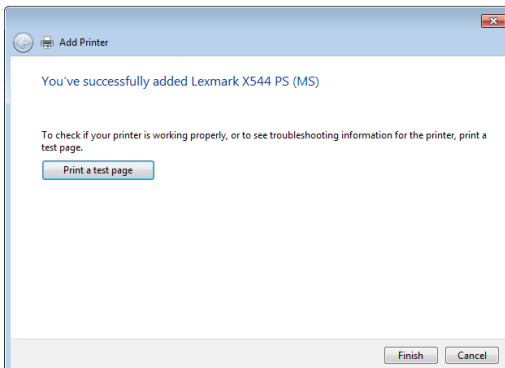 Add Printer
You've successfully added Lexmark X544 PS (MS)
To check if your printer is working properly, or to see troubleshooting information for the printer, print a
test page.
Print a test page
Finish
Cancel